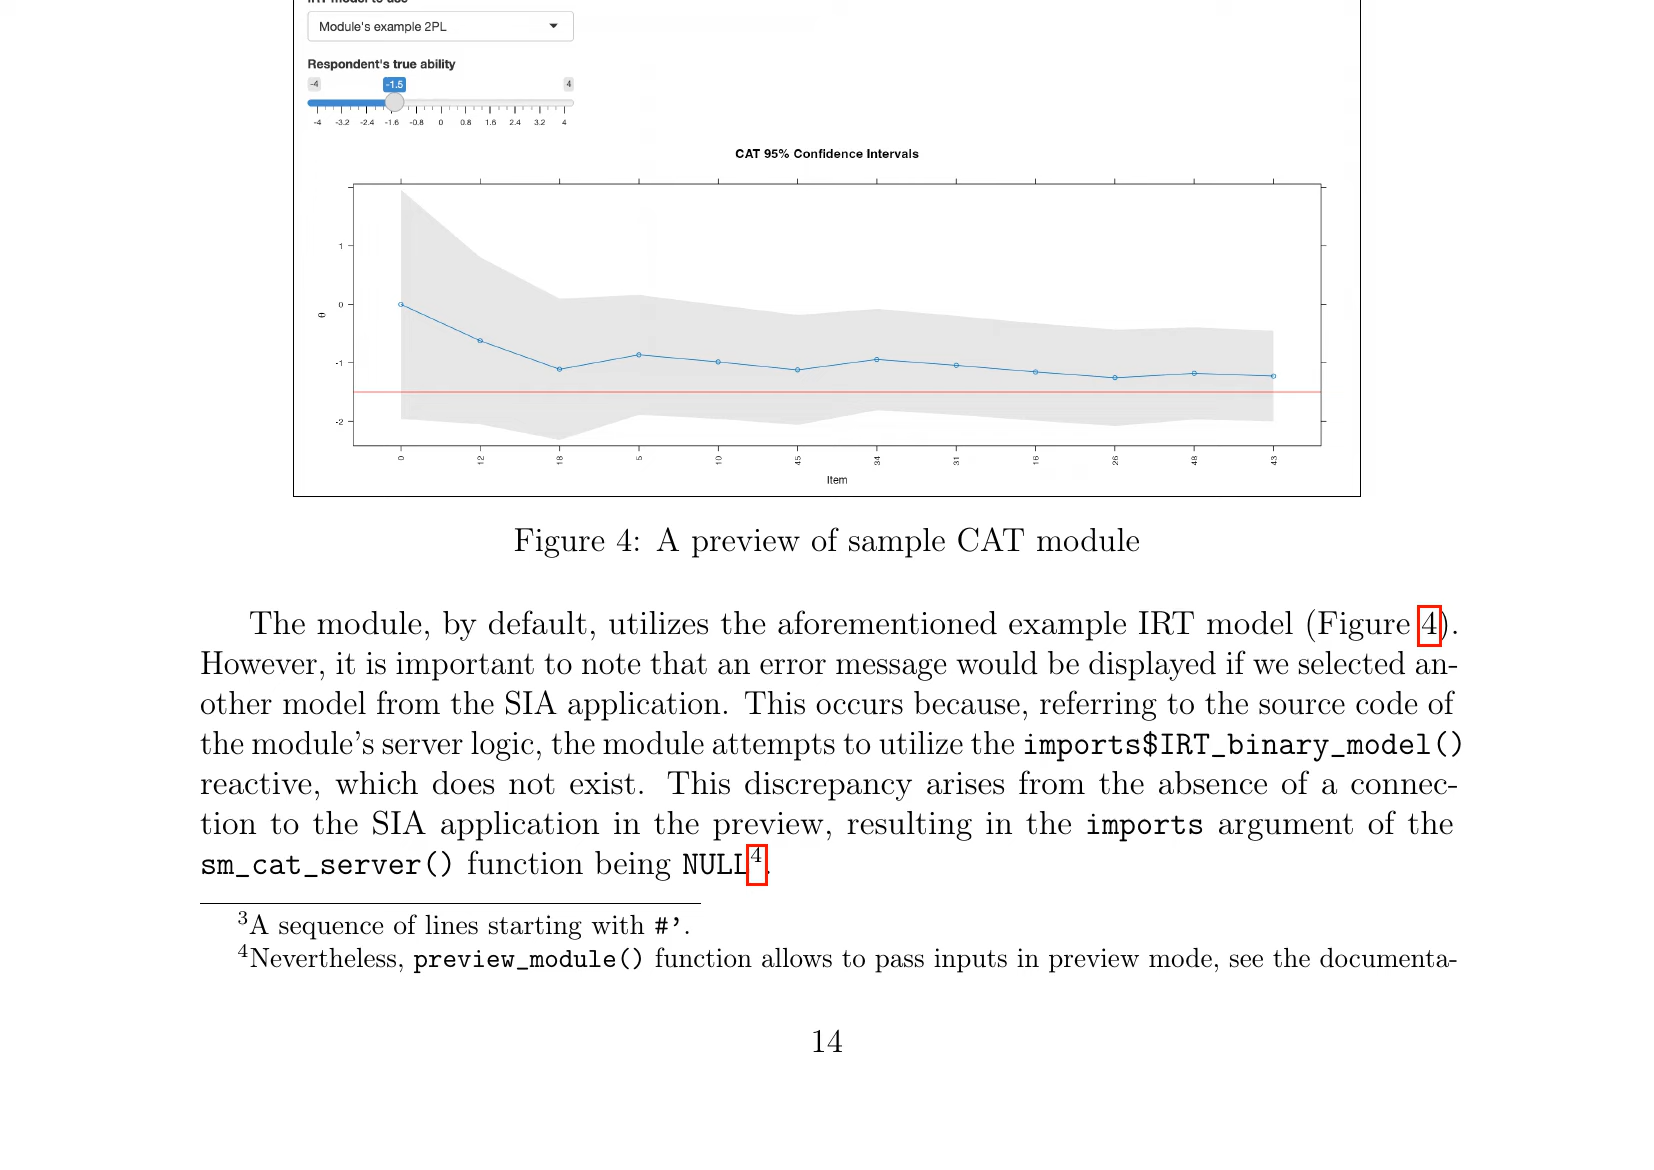 IRT model to use
Module's example 2PL
Respondent's true ability
-4 -1.5 4
-4 -3.2 -2.4 -1.6 -0.8 0 0.8 1.6 2.4 3.2 4
CAT 95% Confidence Intervals
1
0
θ
-1
-2
0 12 18 5 10 45 34 31 16 26 48 43
Item
Figure 4: A preview of sample CAT module
The module, by default, utilizes the aforementioned example IRT model (Figure 4).
However, it is important to note that an error message would be displayed if we selected an-
other model from the SIA application. This occurs because, referring to the source code of
the module's server logic, the module attempts to utilize the imports$IRT_binary_model()
reactive, which does not exist. This discrepancy arises from the absence of a connec-
tion to the SIA application in the preview, resulting in the imports argument of the
sm_cat_server() function being NULL4.
3A sequence of lines starting with #'.
4Nevertheless, preview_module() function allows to pass inputs in preview mode, see the documenta-
14